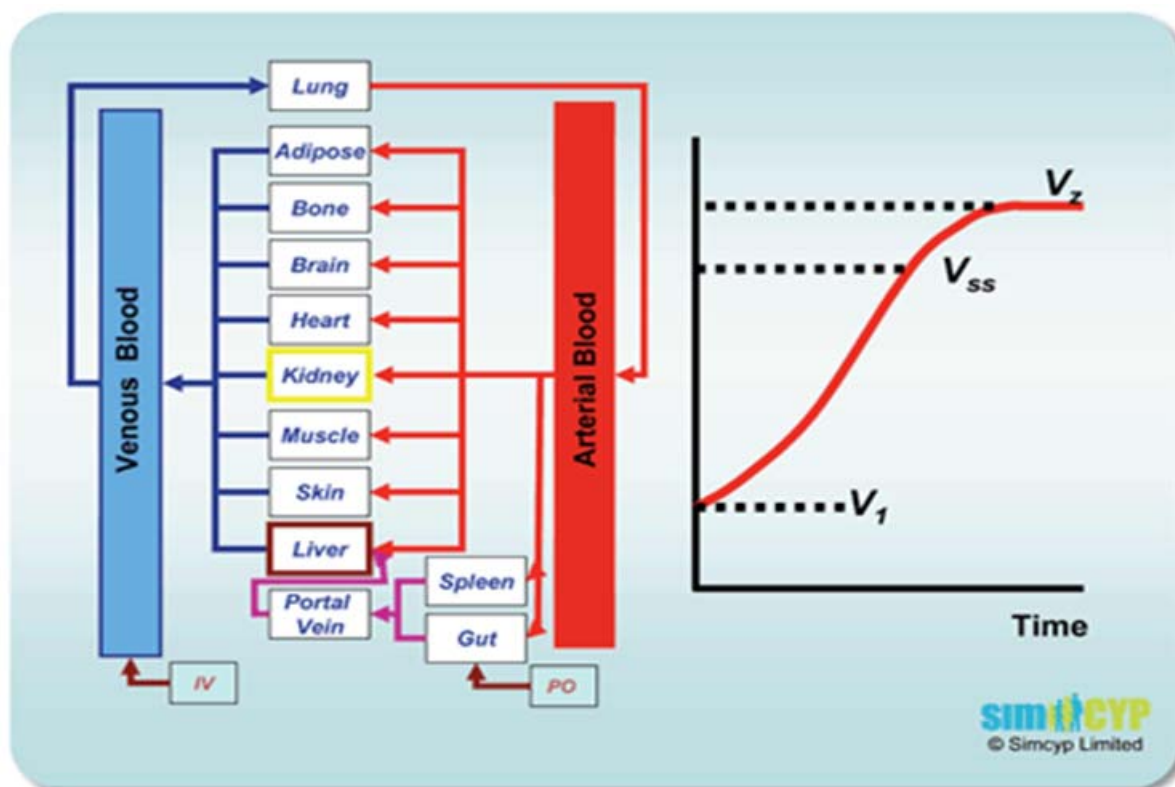 Lung
Adipose
Bone
Brain
Heart
Kidney
Muscle
Skin
Liver
Portal
Vein
Spleen
Gut
IV
PO
Venous Blood
Arterial Blood
Vz
Vss
V1
Time
simCYP
© Simcyp Limited